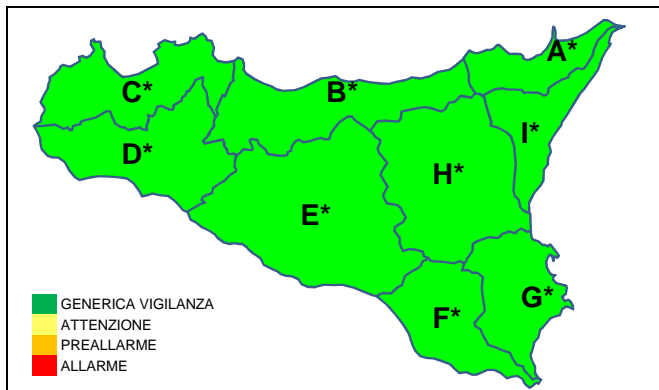 A*
C*
B*
I*
D*
H*
E*
G*
F*
GENERICA VIGILANZA
ATTENZIONE
PREALLARME
ALLARME